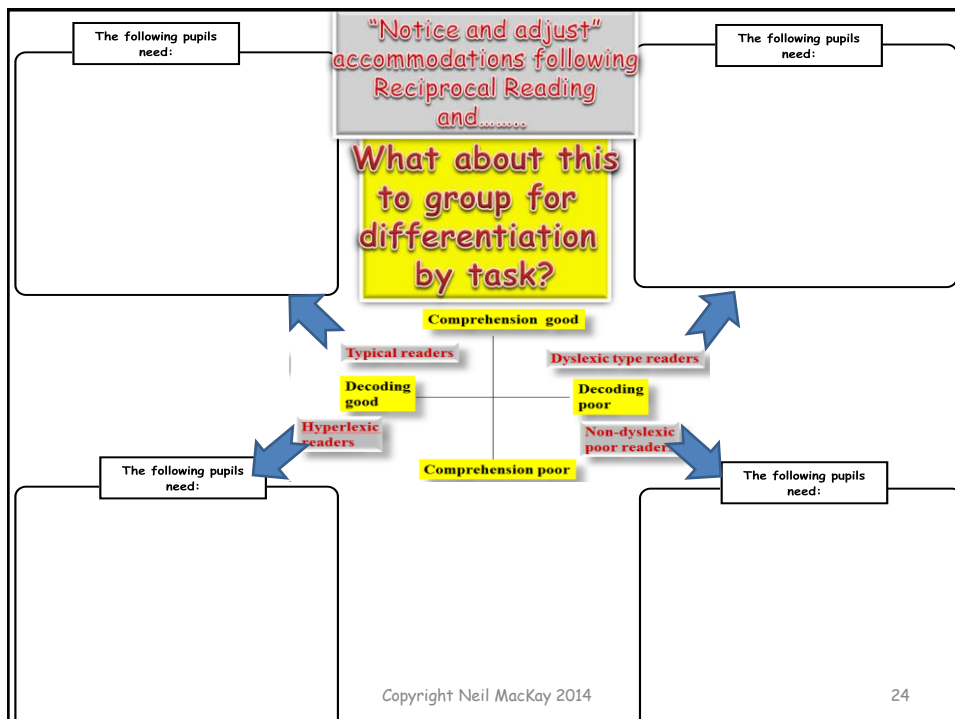 The following pupils
need:
"Notice and adjust"
accommodations following
Reciprocal Reading
and........
The following pupils
need:
What about this
to group for
differentiation
by task?
Comprehension good
Typical readers
Dyslexic type readers
Decoding
good
Decoding
poor
Hyperlexic
readers
Non-dyslexic
poor readers
Comprehension poor
The following pupils
need:
The following pupils
need:
Copyright Neil MacKay 2014
24